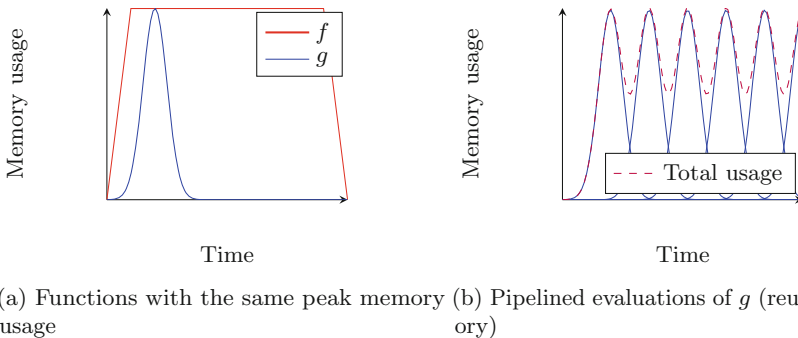 Memory usage
f
g
Time
Memory usage
Total usage
Time
(a) Functions with the same peak memory usage
(b) Pipelined evaluations of g (reu
ory)